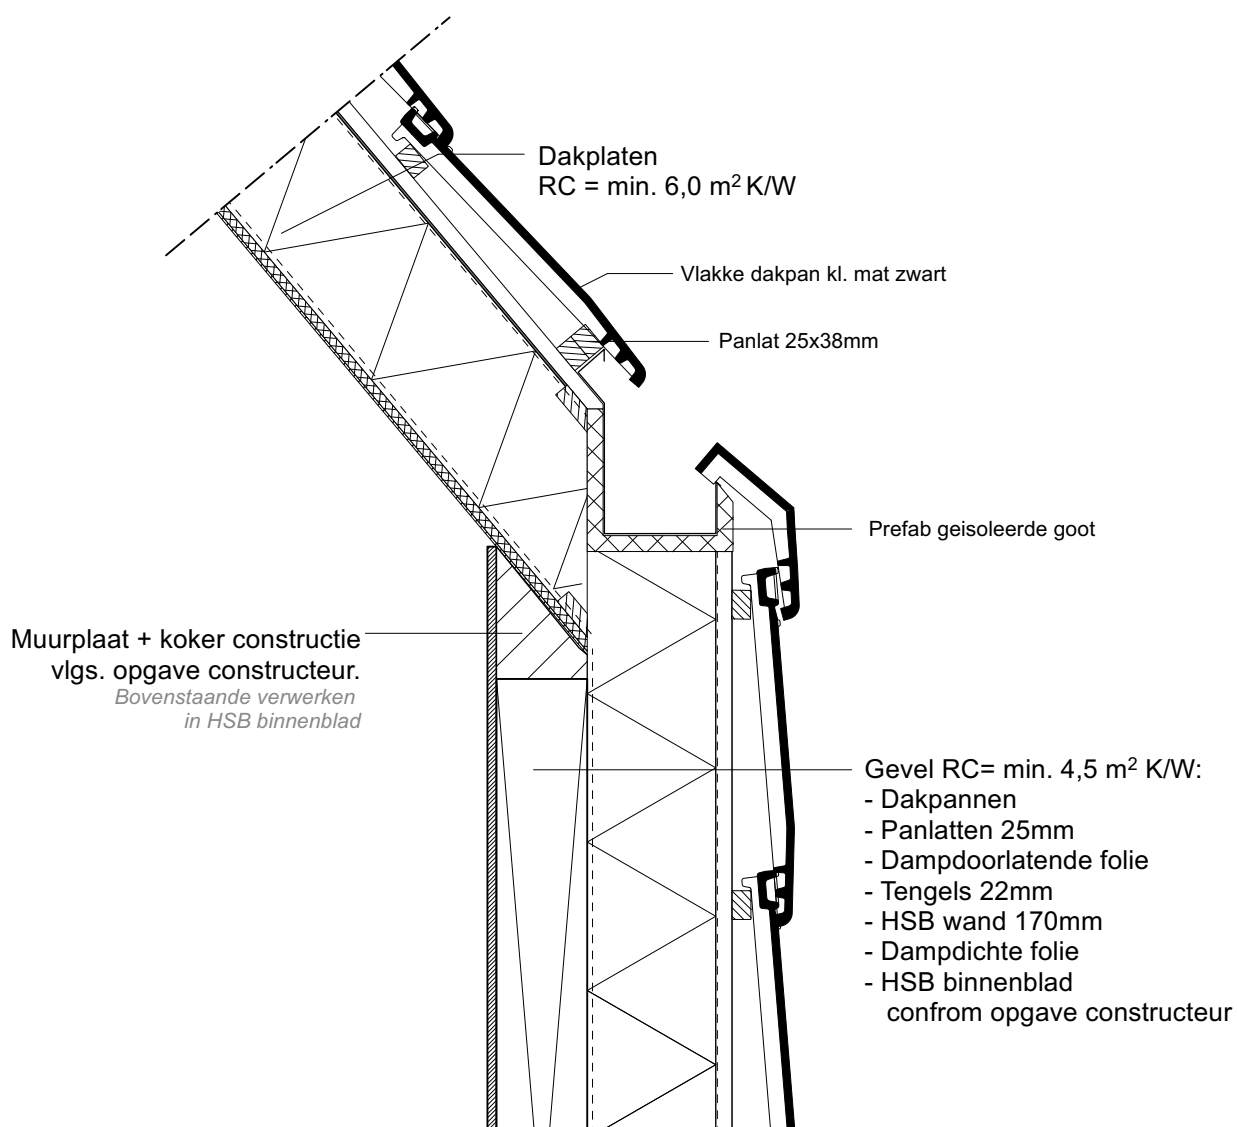 Dakplaten
RC = min. 6,0 m² K/W
Vlakke dakpan kl. mat zwart
Panlat 25x38mm
Prefab geisoleerde goot
Muurplaat + koker constructie
vlgs. opgave constructeur.
Bovenstaande verwerken
in HSB binnenblad
Gevel RC= min. 4,5 m² K/W:
- Dakpannen
- Panlatten 25mm
- Dampdoorlatende folie
- Tengels 22mm
- HSB wand 170mm
- Dampdichte folie
- HSB binnenblad
confrom opgave constructeur